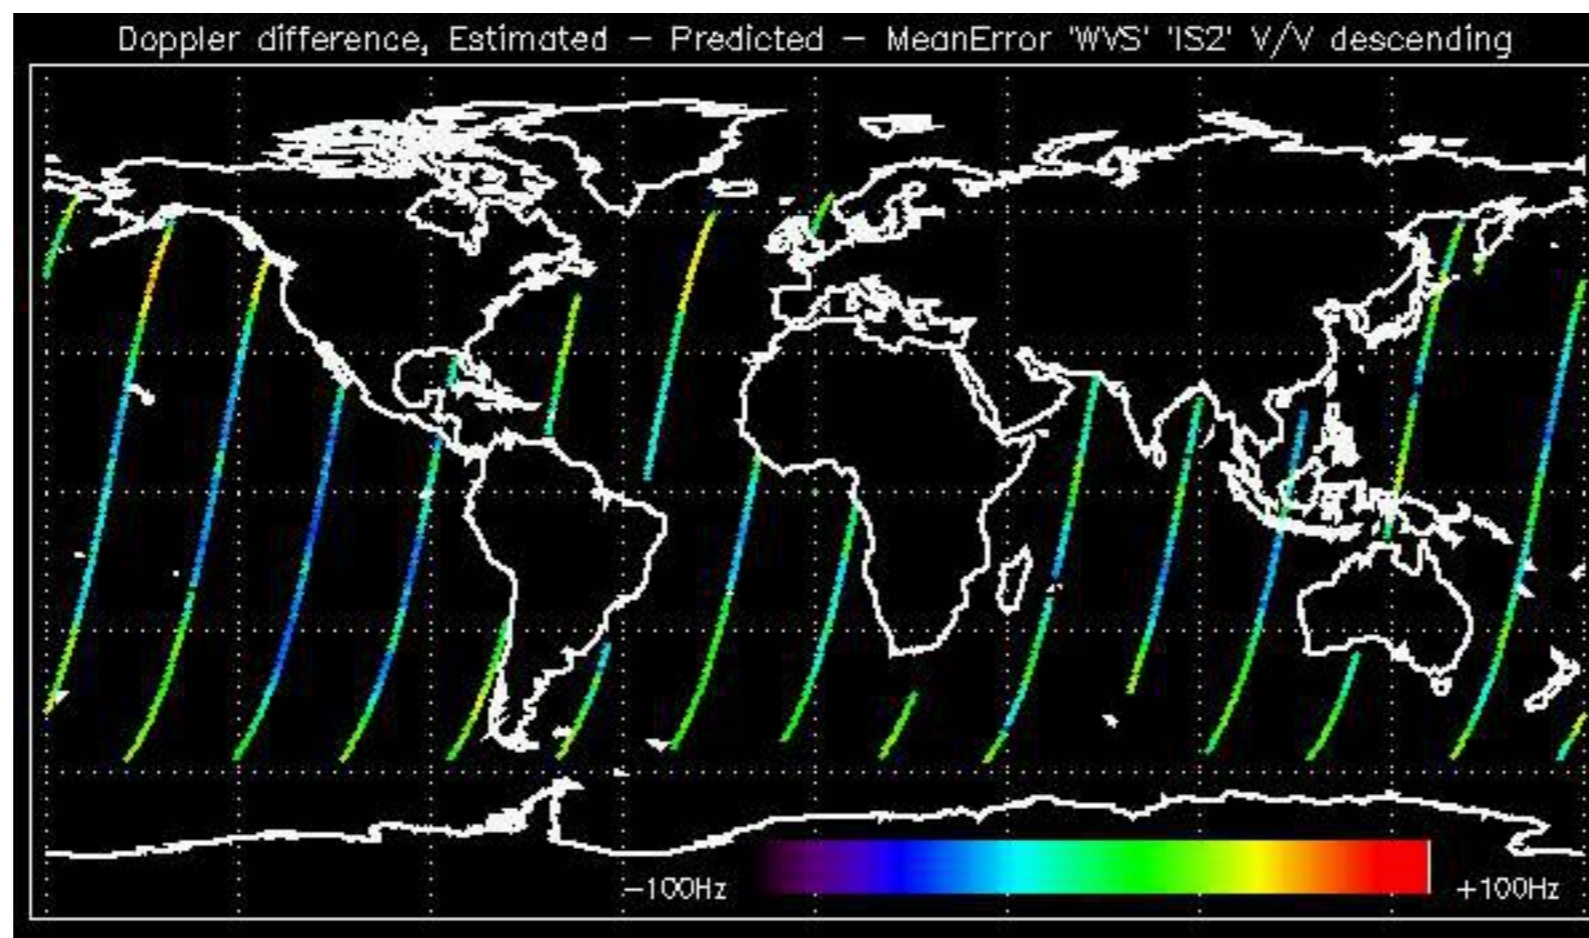 Doppler difference, Estimated – Predicted – MeanError 'WVS' 'IS2' V/V descending
–100Hz +100Hz